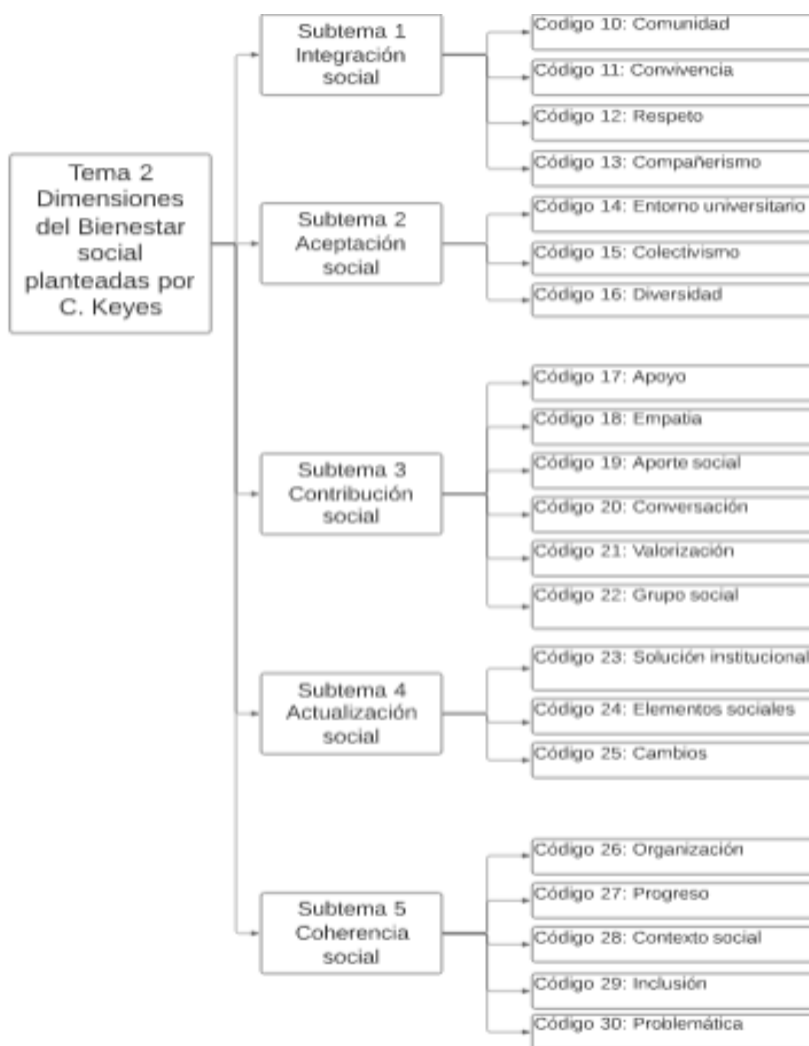 Tema 2
Dimensiones
del Bienestar
social
planteadas por
C. Keyes
Subtema 1
Integración
social
Codigo 10: Comunidad
Código 11: Convivencia
Código 12: Respeto
Código 13: Compañerismo
Subtema 2
Aceptación
social
Código 14: Entorno universitario
Código 15: Colectivismo
Código 16: Diversidad
Subtema 3
Contribución
social
Código 17: Apoyo
Código 18: Empatia
Código 19: Aporte social
Código 20: Conversación
Código 21: Valorización
Código 22: Grupo social
Subtema 4
Actualización
social
Código 23: Solución institucional
Código 24: Elementos sociales
Código 25: Cambios
Subtema 5
Coherencia
social
Código 26: Organización
Código 27: Progreso
Código 28: Contexto social
Código 29: Inclusión
Código 30: Problemática